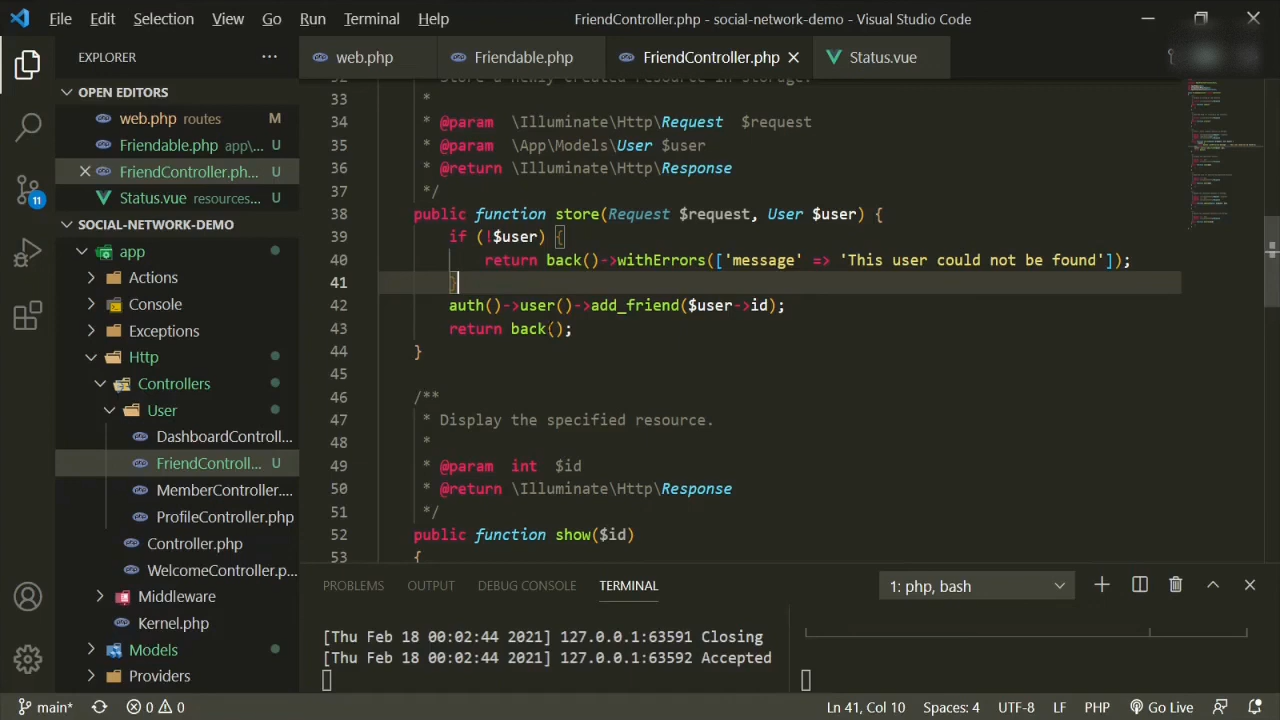 File Edit Selection View Go Run Terminal Help FriendController.php - social-network-demo - Visual Studio Code
EXPLORER
web.php Friendable.php FriendController.php Status.vue
OPEN EDITORS
web.php routes M
Friendable.php app\... U
FriendController.ph... U
Status.vue resources... U
11
SOCIAL-NETWORK-DEMO
app
Actions
Console
Exceptions
Http
Controllers
User
DashboardControll...
FriendControll... U
MemberController....
ProfileController.php
Controller.php
WelcomeController.p...
Middleware
Kernel.php
Models
Providers
33 *
34 * @param \Illuminate\Http\Request $request
35 * @param \App\Models\User $user
36 * @return \Illuminate\Http\Response
37 */
38 public function store(Request $request, User $user) {
39 if (!$user) {
40 return back()->withErrors(['message' => 'This user could not be found']);
41 }
42 auth()->user()->add_friend($user->id);
43 return back();
44 }
45
46 /**
47 * Display the specified resource.
48 *
49 * @param int $id
50 * @return \Illuminate\Http\Response
51 */
52 public function show($id)
53 {
PROBLEMS OUTPUT DEBUG CONSOLE TERMINAL 1: php, bash
[Thu Feb 18 00:02:44 2021] 127.0.0.1:63591 Closing
[Thu Feb 18 00:02:44 2021] 127.0.0.1:63592 Accepted
main* 0 0 Ln 41, Col 10 Spaces: 4 UTF-8 LF PHP Go Live